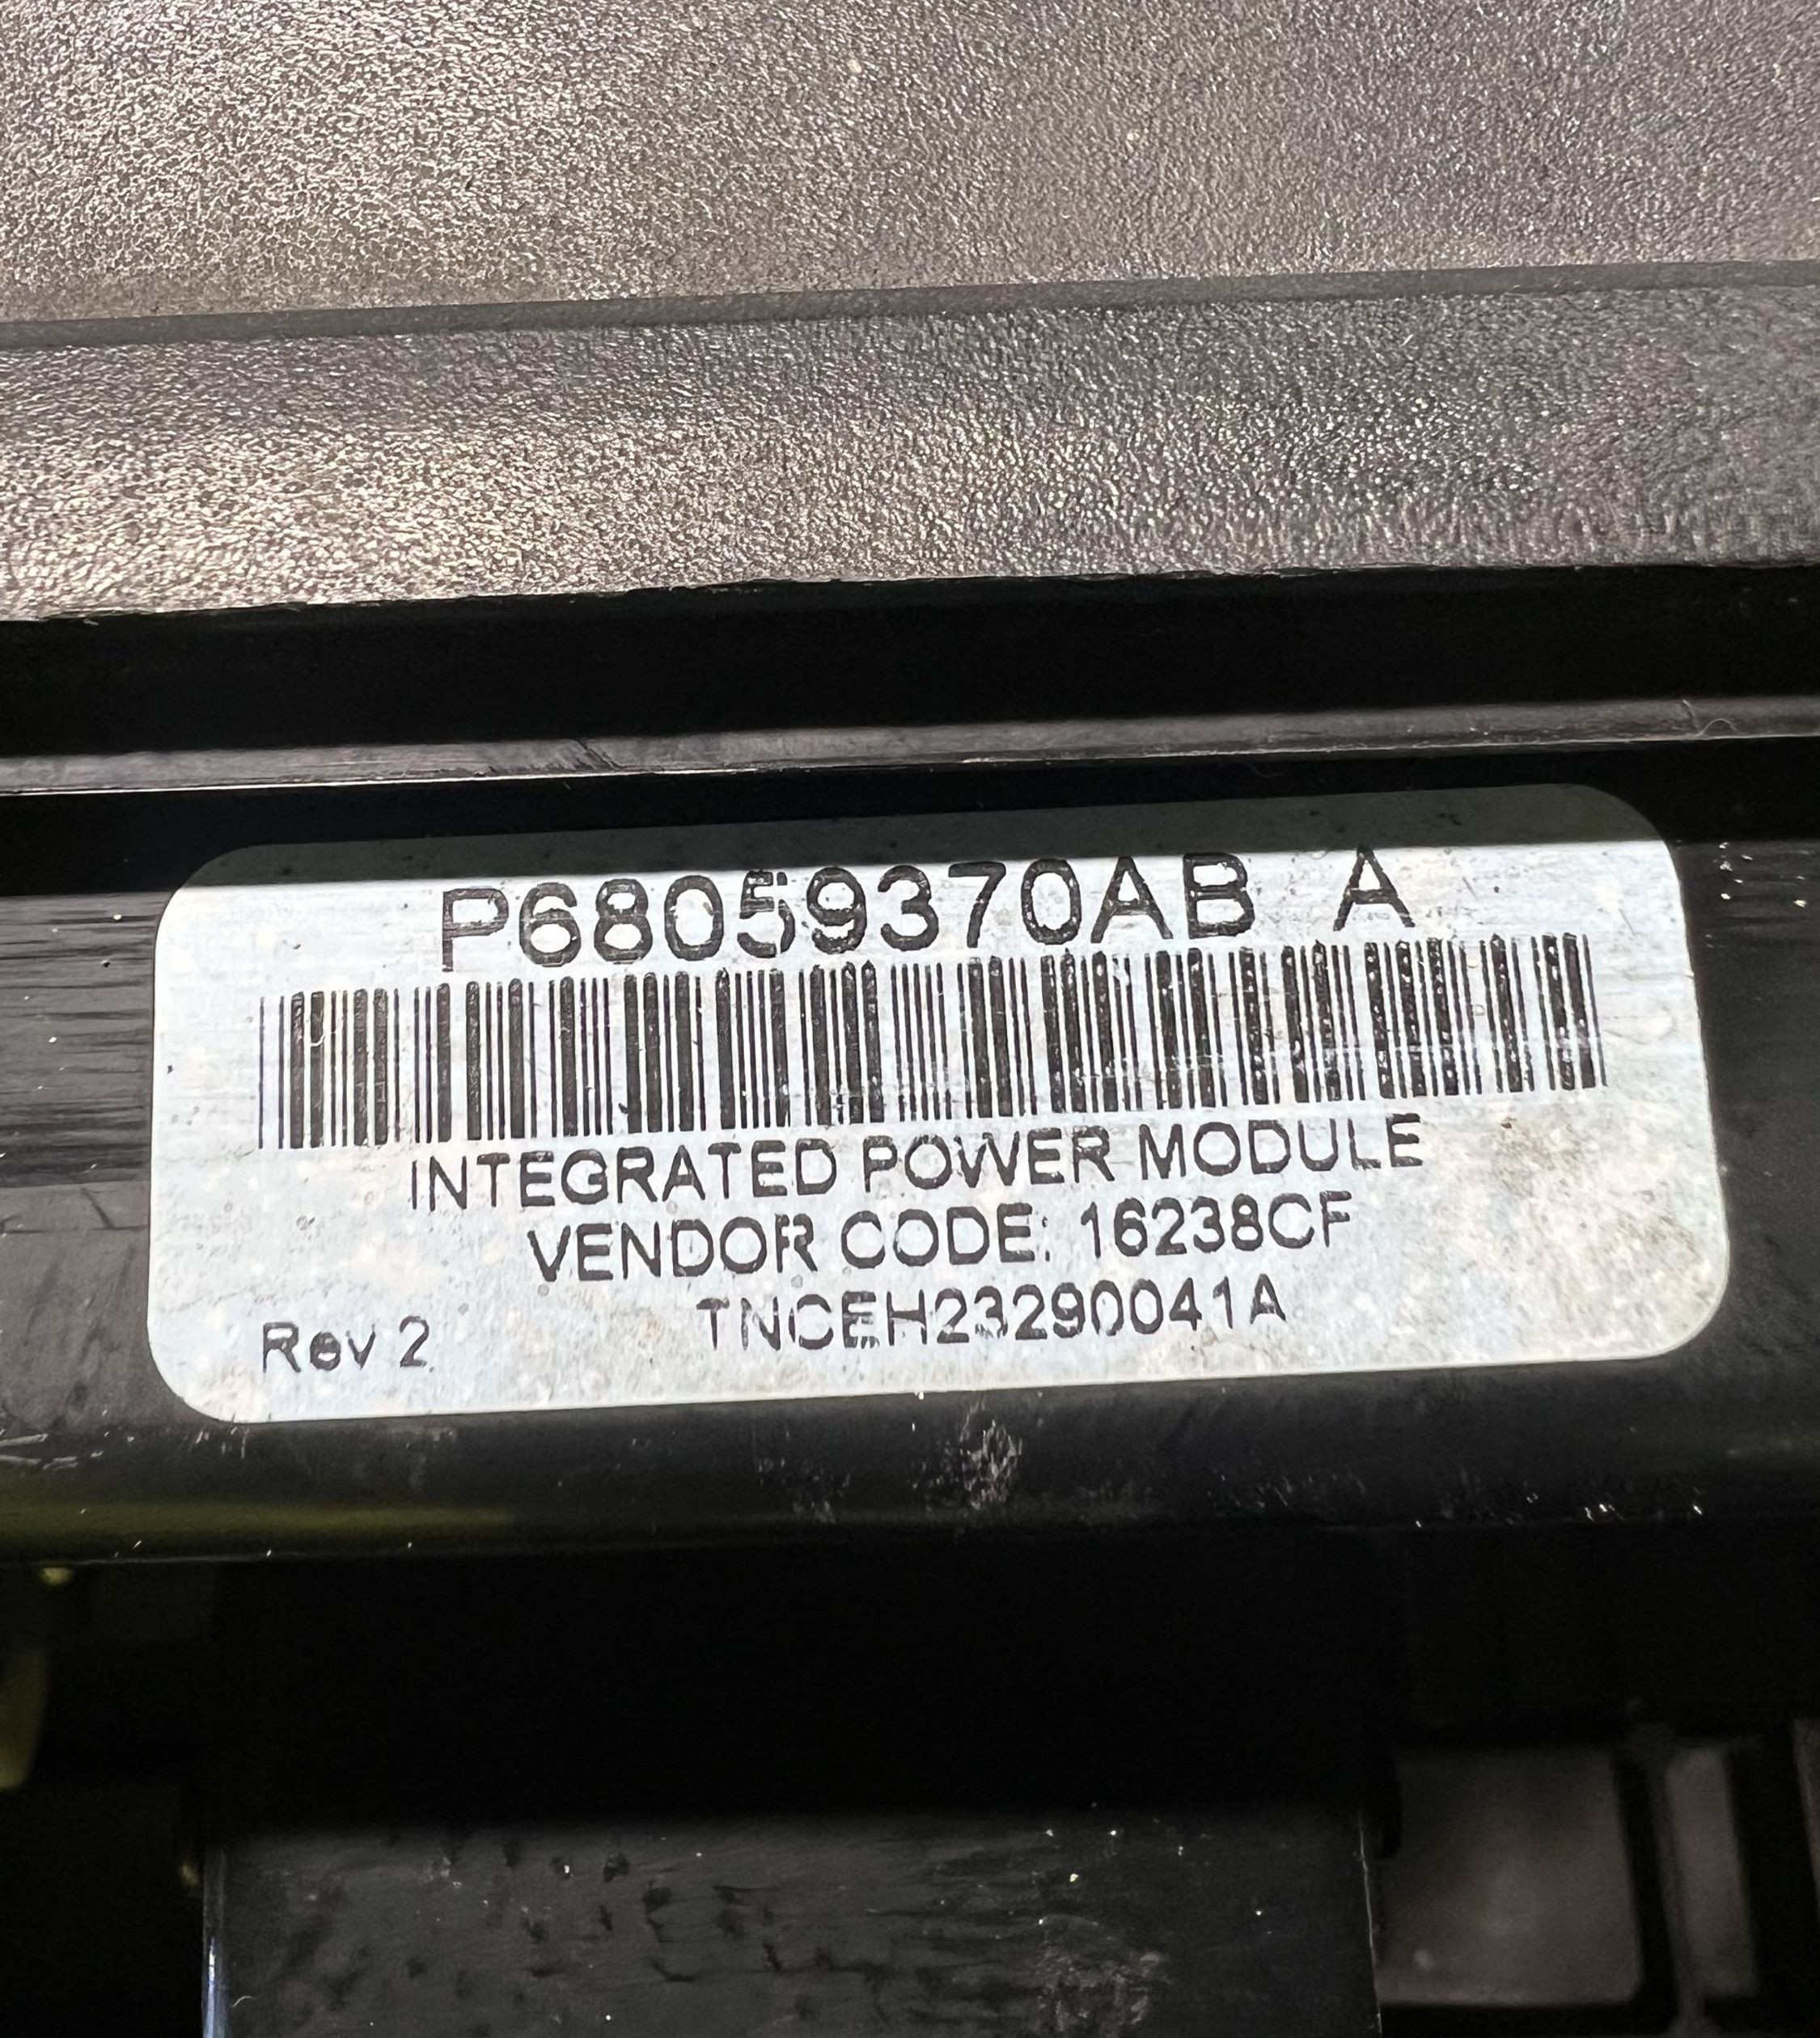 P68059370AB A
INTEGRATED POWER MODULE
VENDOR CODE: 16238CF
TNCEH23290041A
Rev 2